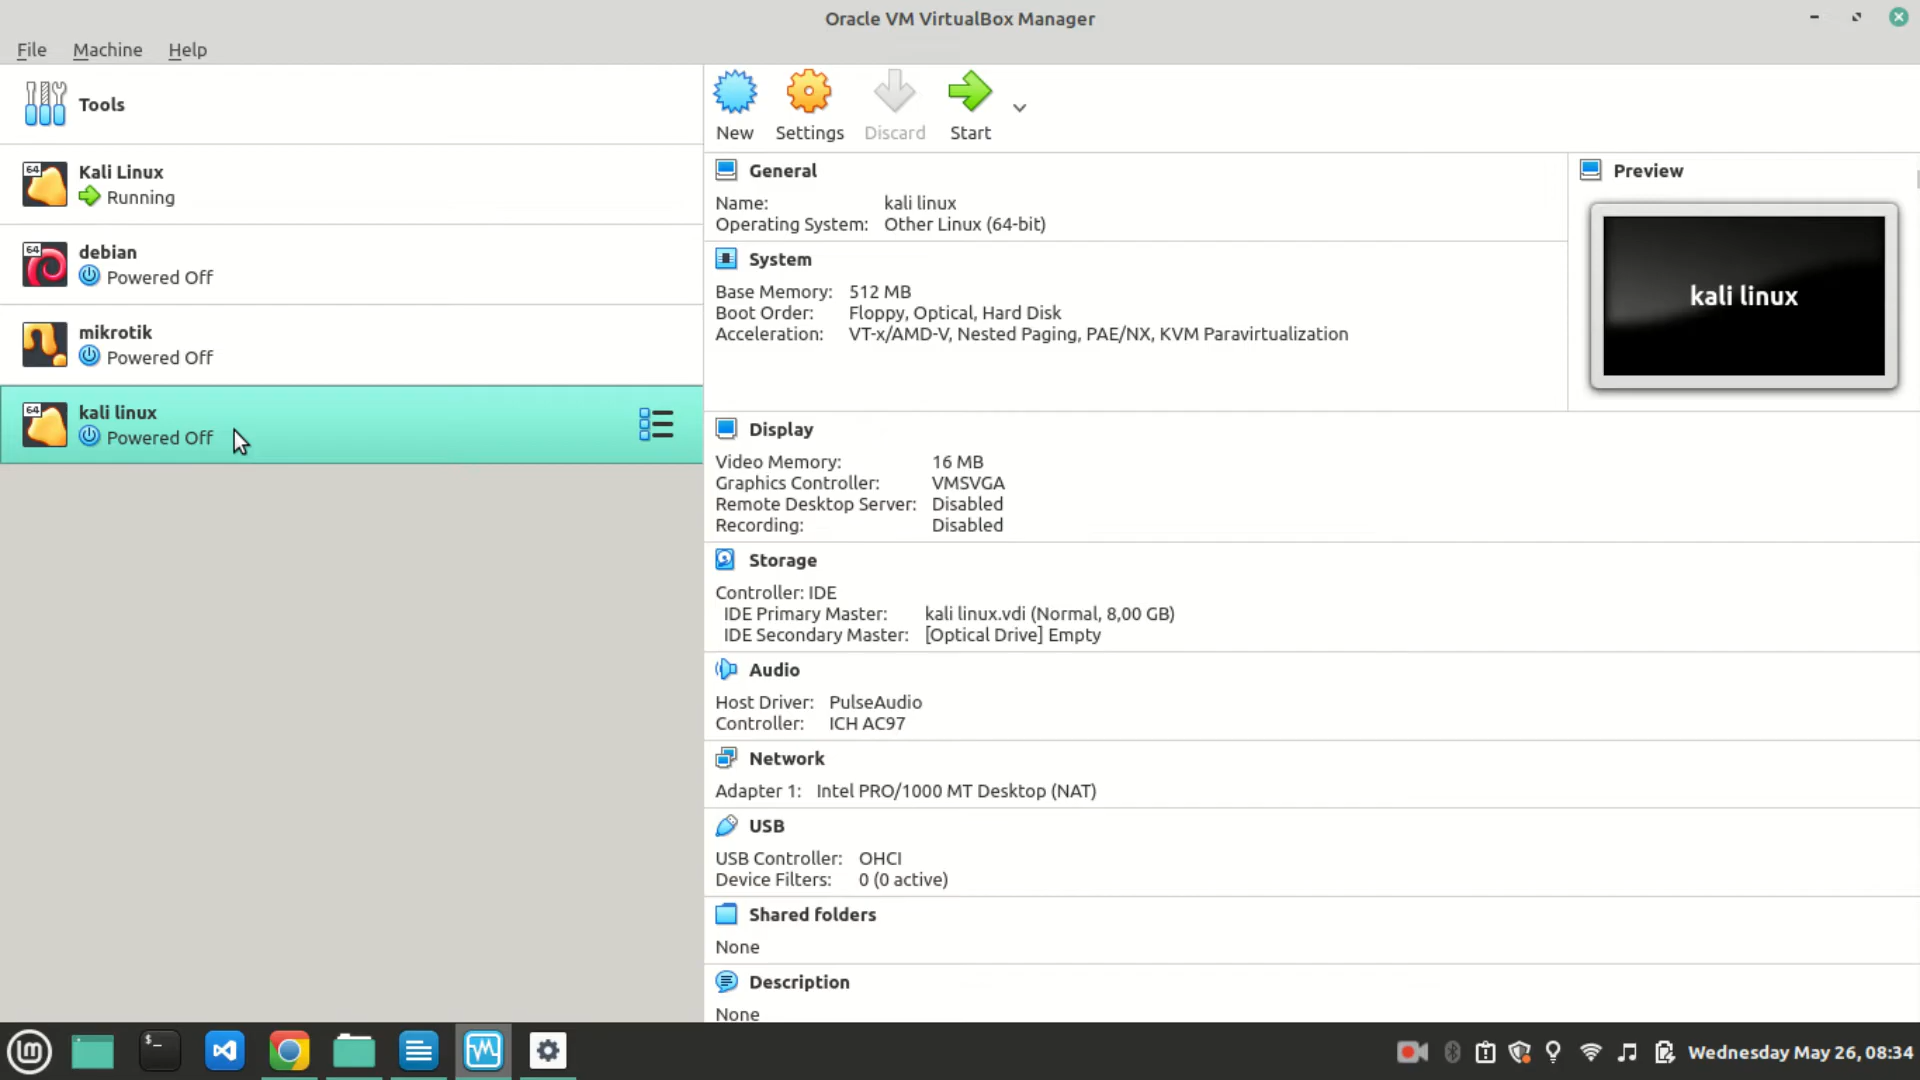 Oracle VM VirtualBox Manager
File Machine Help
Tools
64
Kali Linux
Running
64
debian
Powered Off
mikrotik
Powered Off
64
kali linux
Powered Off
New Settings Discard Start
General
Name: kali linux
Operating System: Other Linux (64-bit)
System
Base Memory: 512 MB
Boot Order: Floppy, Optical, Hard Disk
Acceleration: VT-x/AMD-V, Nested Paging, PAE/NX, KVM Paravirtualization
Preview
kali linux
Display
Video Memory: 16 MB
Graphics Controller: VMSVGA
Remote Desktop Server: Disabled
Recording: Disabled
Storage
Controller: IDE
IDE Primary Master: kali linux.vdi (Normal, 8,00 GB)
IDE Secondary Master: [Optical Drive] Empty
Audio
Host Driver: PulseAudio
Controller: ICH AC97
Network
Adapter 1: Intel PRO/1000 MT Desktop (NAT)
USB
USB Controller: OHCI
Device Filters: 0 (0 active)
Shared folders
None
Description
None
$_
Wednesday May 26, 08:34